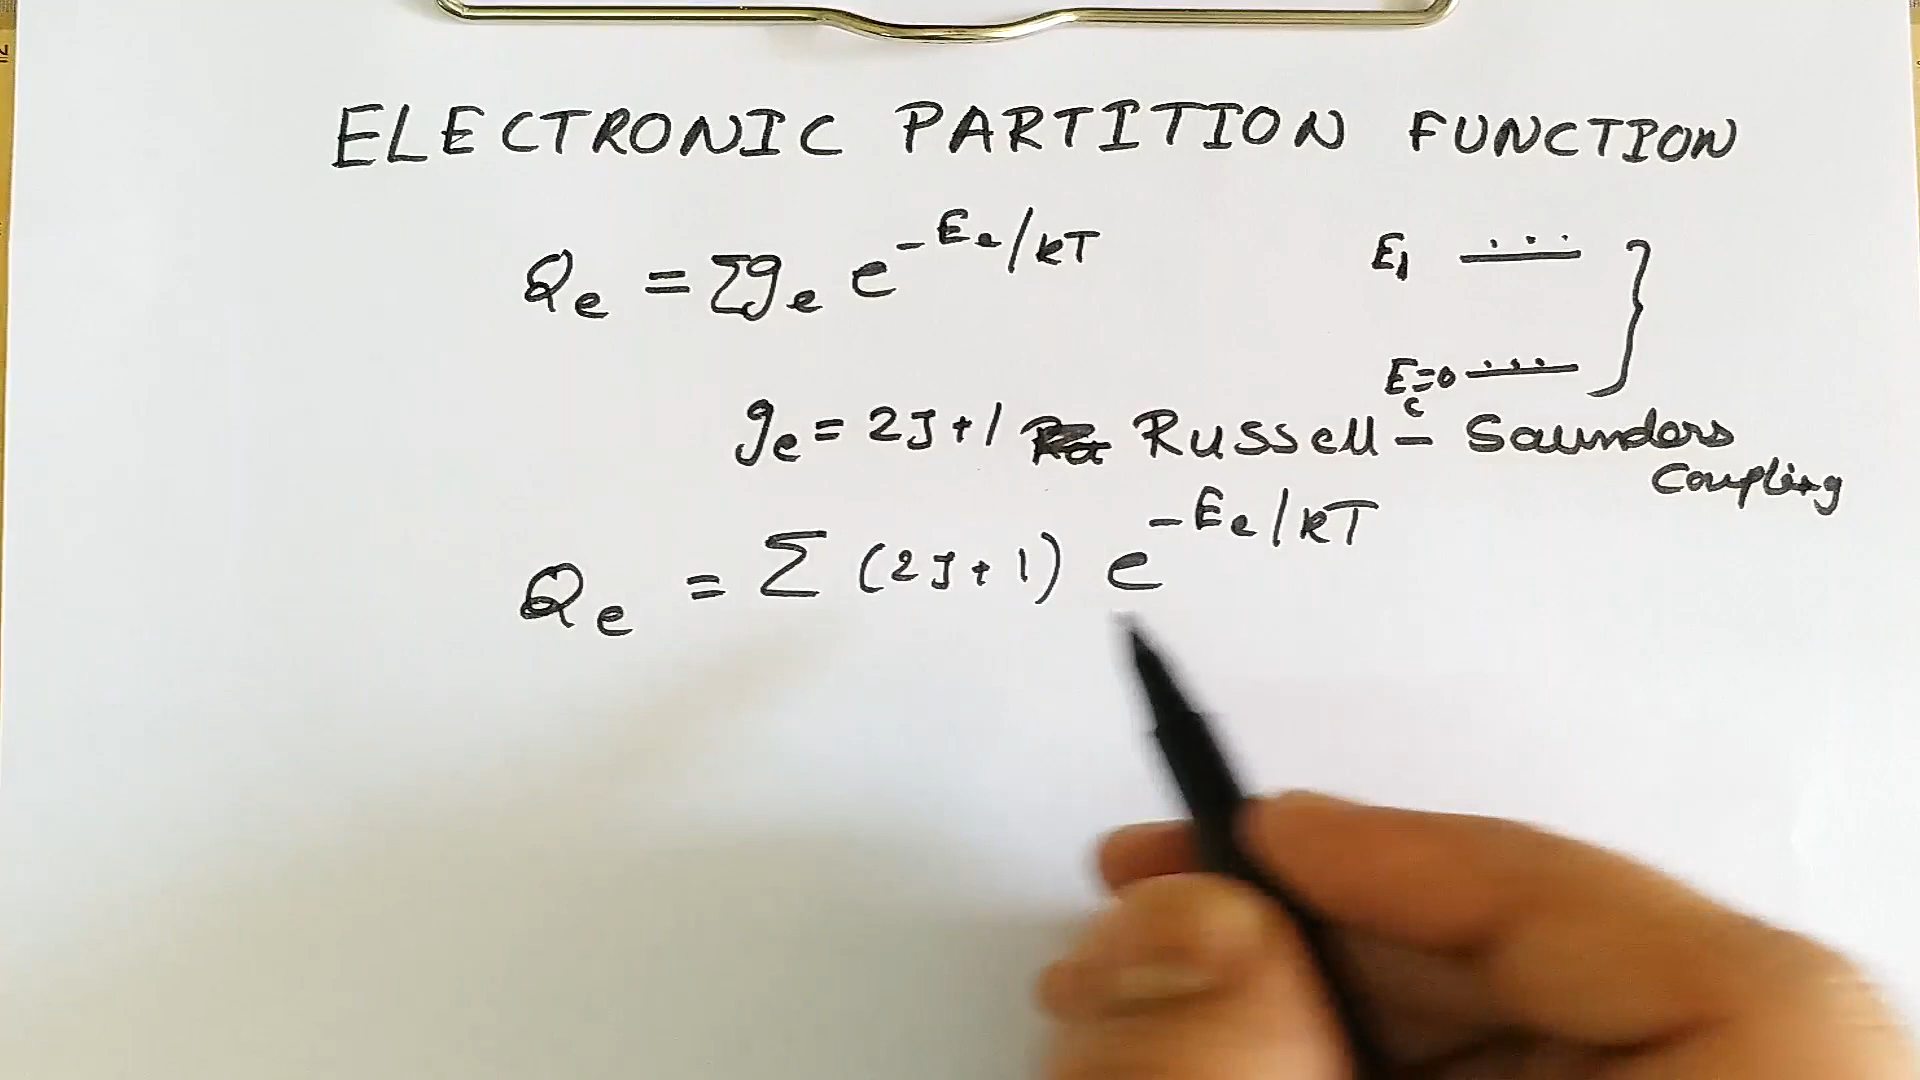 ELECTRONIC PARTITION FUNCTION
Qe = Σge e^-Ee/kT
E1
E=0
ge = 2J+1 Russell - Saunders
Coupling
Qe = Σ (2J+1) e^-Ee/kT